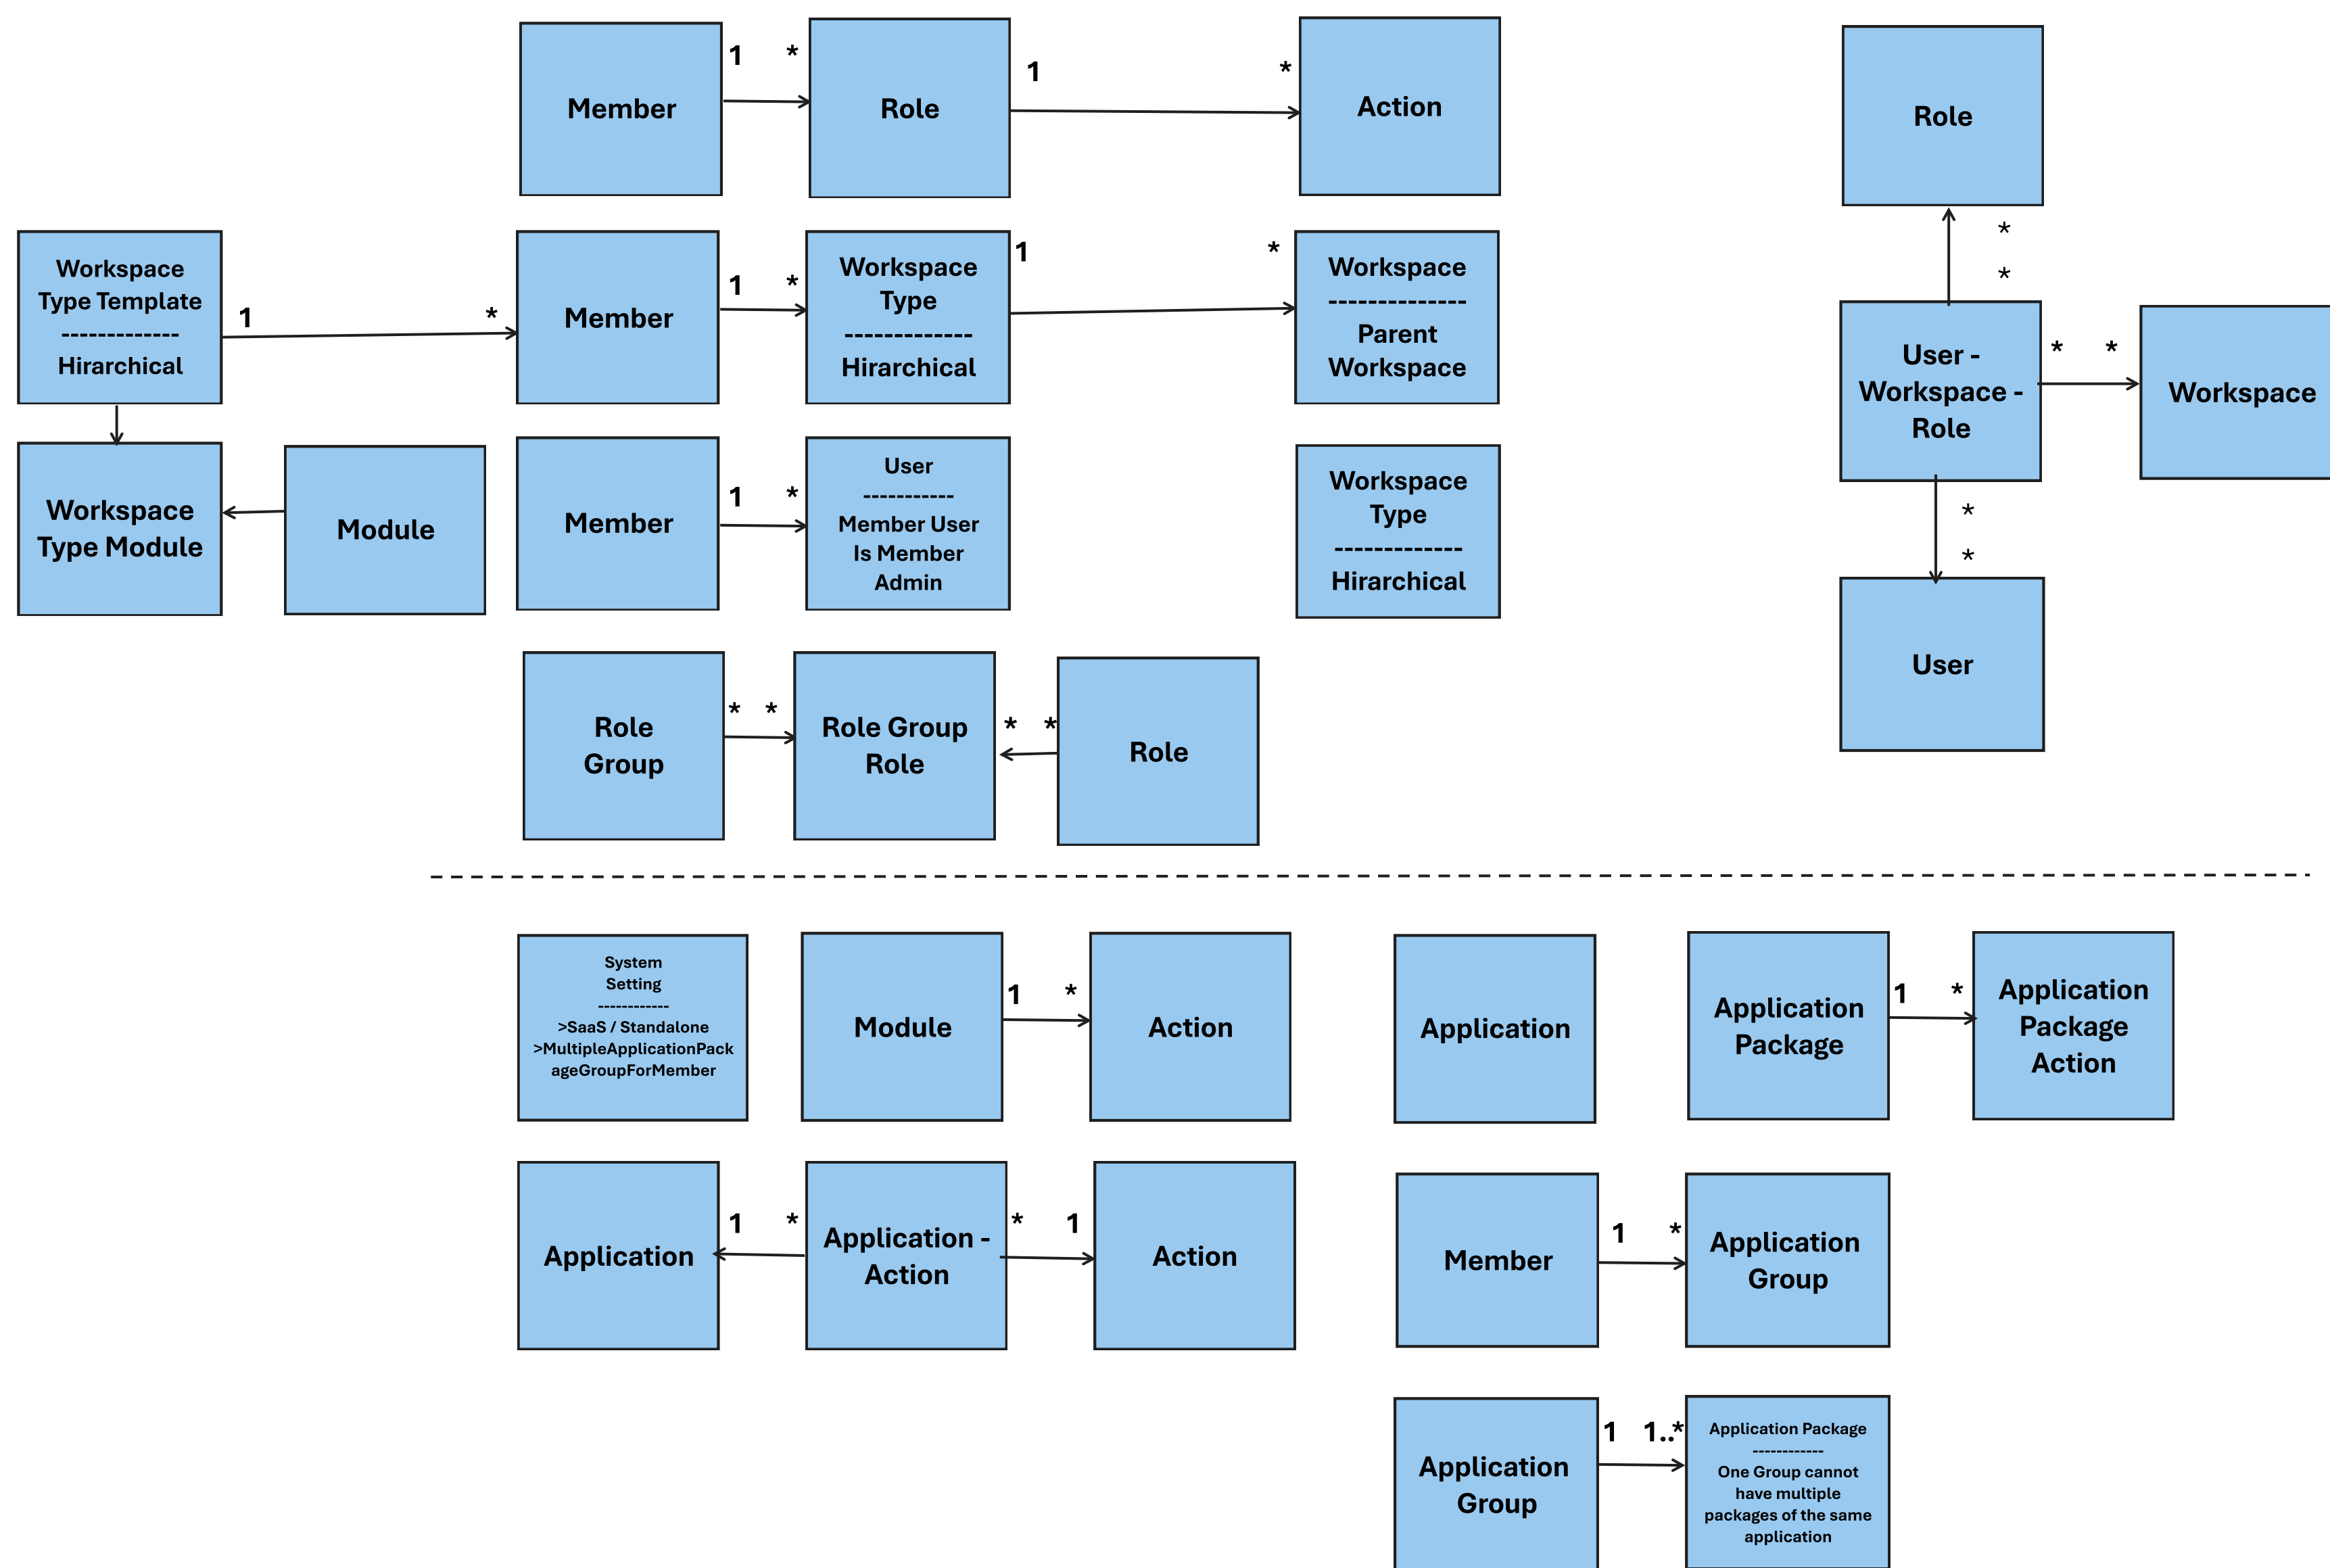 Member
1 *
Role
1 *
Action
Role
*
*
Workspace
Type Template
-------------
Hirarchical
1 *
Member
1 *
Workspace
Type
-------------
Hirarchical
1 *
Workspace
--------------
Parent
Workspace
User -
Workspace -
Role
* *
Workspace
Workspace
Type Module
Module
Member
1 *
User
-----------
Member User
Is Member
Admin
Workspace
Type
-------------
Hirarchical
*
*
User
Role
Group
* *
Role Group
Role
* *
Role
System
Setting
------------
>SaaS / Standalone
>MultipleApplicationPack
ageGroupForMember
Module
1 *
Action
Application
Application
Package
1 *
Application
Package
Action
Application
1 *
Application -
Action
* 1
Action
Member
1 *
Application
Group
Application
Group
1 1..*
Application Package
------------
One Group cannot
have multiple
packages of the same
application